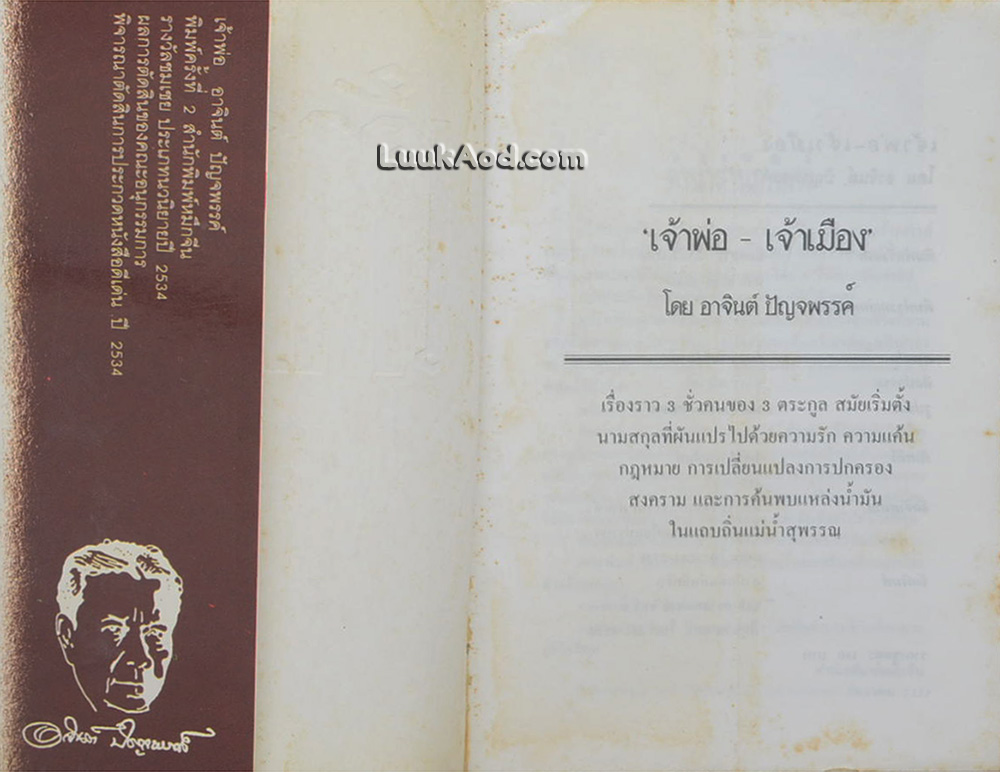 เจ้าพ่อ อาจินต์ ปัญจพรรค์
พิมพ์ครั้งที่ 2 สำนักพิมพ์หมึกจีน
รางวัลชมเชย ประเภทนวนิยายปี 2534
ผลการตัดสินของคณะอนุกรรมการ
พิจารณาตัดสินการประกวดหนังสือดีเด่น ปี 2534
อาจินต์ ปัญจพรรค์
LuukAod.com
'เจ้าพ่อ - เจ้าเมือง'
โดย อาจินต์ ปัญจพรรค์
เรื่องราว 3 ชั่วคนของ 3 ตระกูล สมัยเริ่มตั้ง
นามสกุลที่ผันแปรไปด้วยความรัก ความแค้น
กฎหมาย การเปลี่ยนแปลงการปกครอง
สงคราม และการค้นพบแหล่งน้ำมัน
ในแถบถิ่นแม่น้ำสุพรรณ